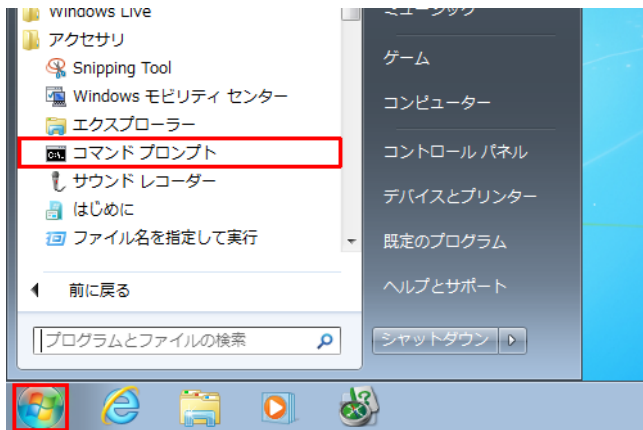 Windows Live
アクセサリ
Snipping Tool
Windows モビリティ センター
エクスプローラー
コマンド プロンプト
サウンド レコーダー
はじめに
ファイル名を指定して実行
前に戻る
プログラムとファイルの検索
ミュージック
ゲーム
コンピューター
コントロール パネル
デバイスとプリンター
既定のプログラム
ヘルプとサポート
シャットダウン